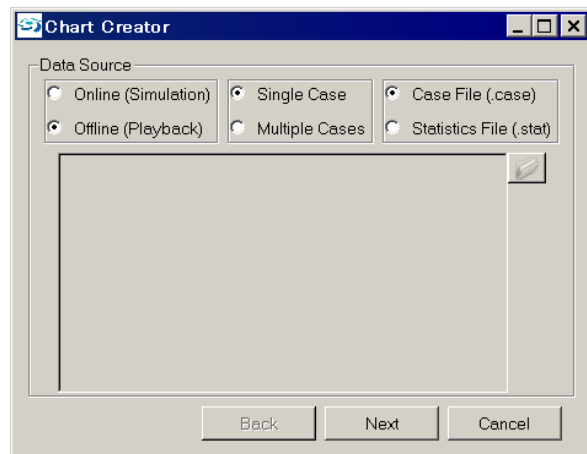 Chart Creator
Data Source
Online (Simulation) Single Case Case File (.case)
Offline (Playback) Multiple Cases Statistics File (.stat)
Back Next Cancel